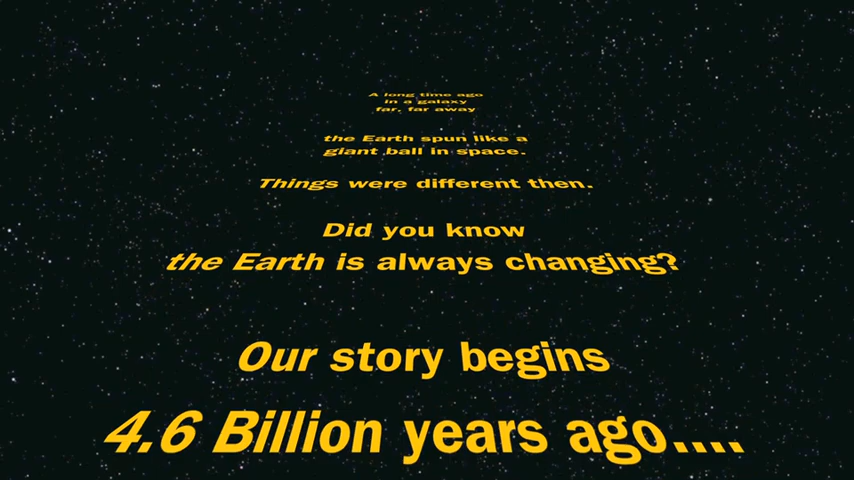 A long time ago
in a galaxy
far, far away
the Earth spun like a
giant ball in space.
Things were different then.
Did you know
the Earth is always changing?
Our story begins
4.6 Billion years ago....